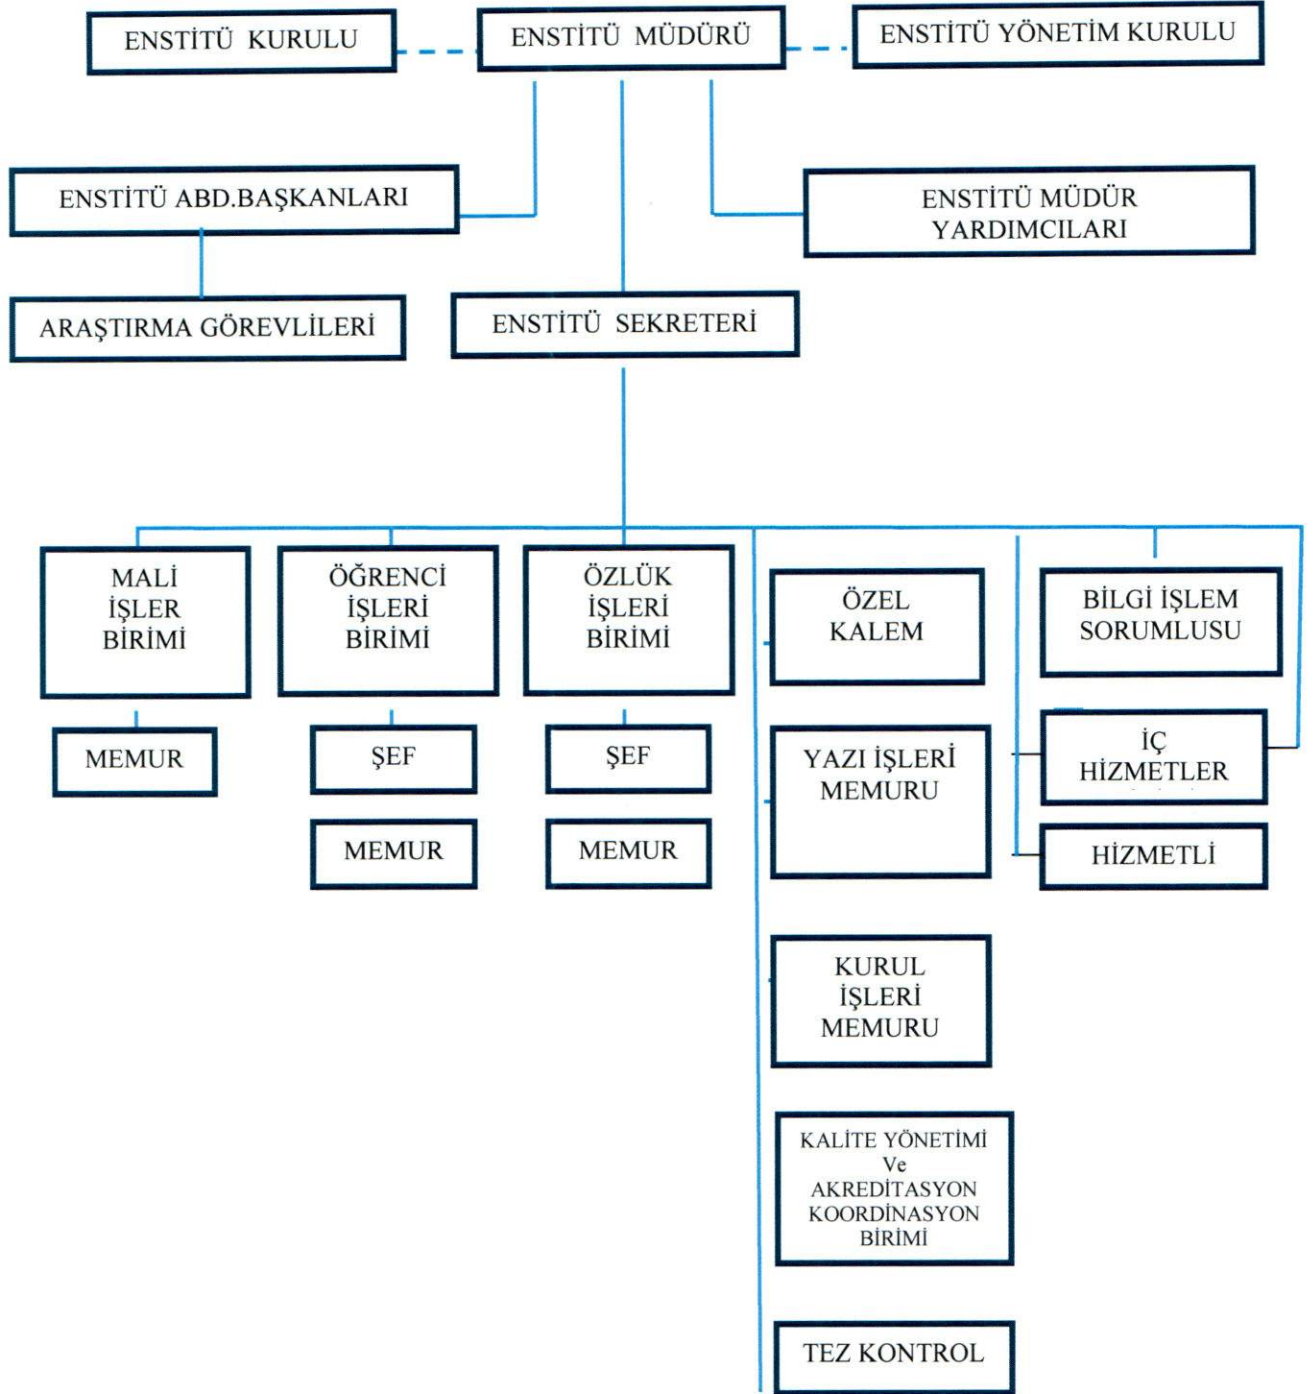 ENSTİTÜ KURULU
ENSTİTÜ MÜDÜRÜ
ENSTİTÜ YÖNETİM KURULU
ENSTİTÜ ABD.BAŞKANLARI
ENSTİTÜ MÜDÜR
YARDIMCILARI
ARAŞTIRMA GÖREVLİLERİ
ENSTİTÜ SEKRETERİ
MALİ
İŞLER
BİRİMİ
ÖĞRENCİ
İŞLERİ
BİRİMİ
ÖZLÜK
İŞLERİ
BİRİMİ
ÖZEL
KALEM
BİLGİ İŞLEM
SORUMLUSU
MEMUR
ŞEF
ŞEF
YAZI İŞLERİ
MEMURU
İÇ
HİZMETLER
MEMUR
MEMUR
HİZMETLİ
KURUL
İŞLERİ
MEMURU
KALİTE YÖNETİMİ
Ve
AKREDİTASYON
KOORDİNASYON
BİRİMİ
TEZ KONTROL